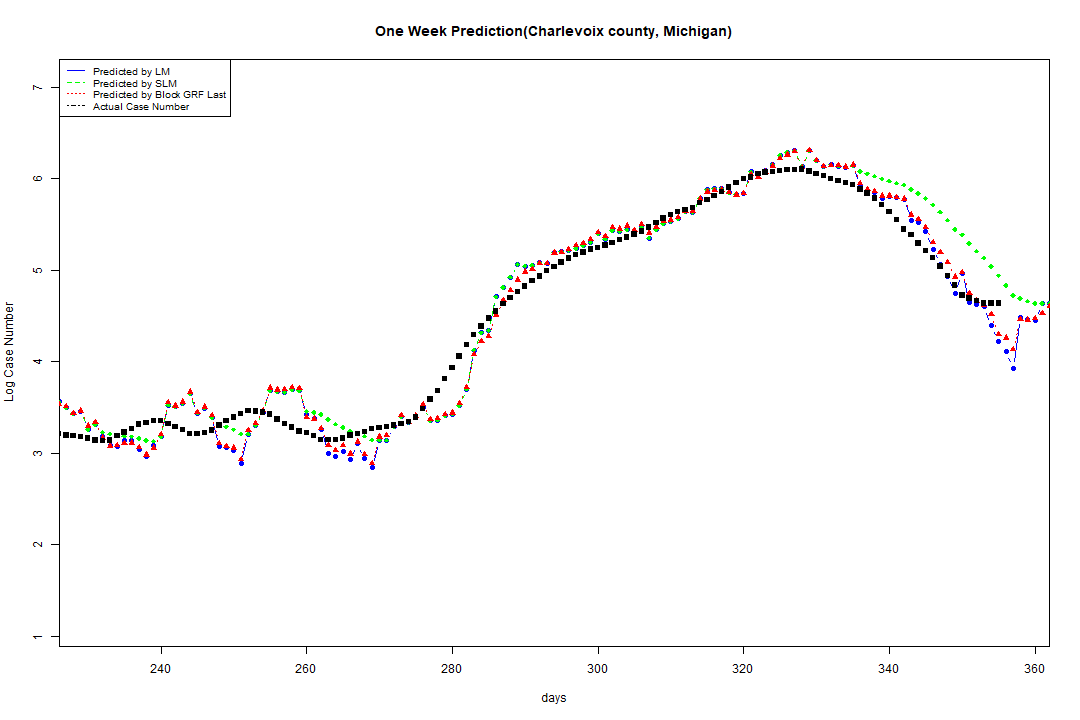 One Week Prediction(Charlevoix county, Michigan)
Predicted by LM
Predicted by SLM
Predicted by Block GRF Last
Actual Case Number
7
6
5
4
3
2
1
Log Case Number
240 260 280 300 320 340 360
days